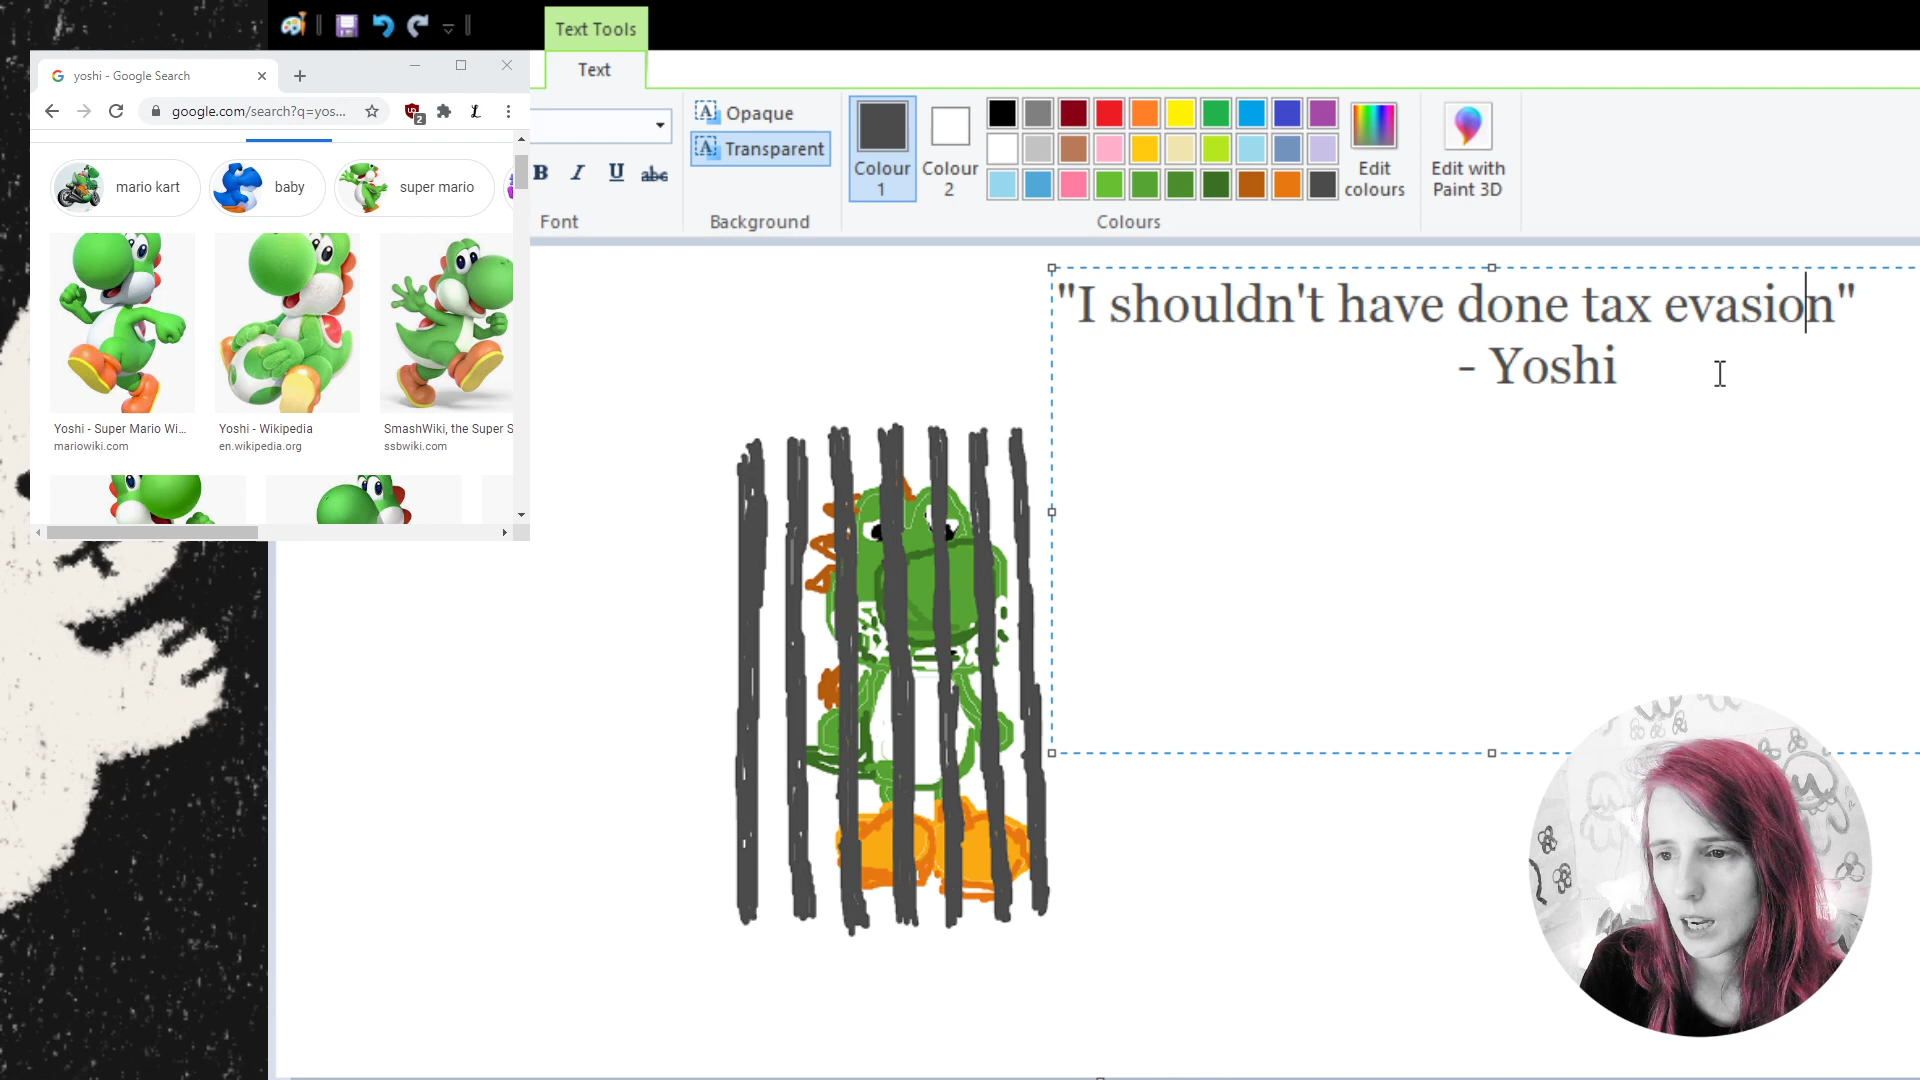 Text Tools
yoshi - Google Search
Text
google.com/search?q=yos...
2
Opaque
Transparent
B I U abc
Colour
1
Colour
2
Edit
colours
Edit with
Paint 3D
Font
Background
Colours
mario kart
baby
super mario
"I shouldn't have done tax evasion"
- Yoshi
Yoshi - Super Mario Wi...
mariowiki.com
Yoshi - Wikipedia
en.wikipedia.org
SmashWiki, the Super S
ssbwiki.com